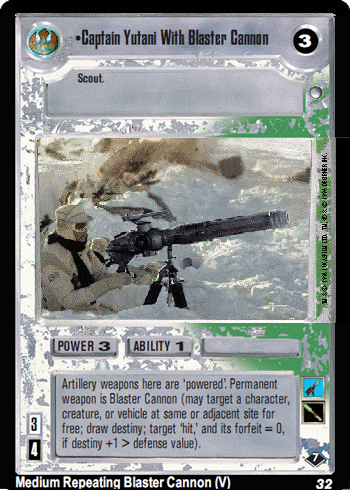 •Captain Yutani With Blaster Cannon
3
Scout.
POWER 3
ABILITY 1
Artillery weapons here are 'powered'. Permanent
weapon is Blaster Cannon (may target a character,
creature, or vehicle at same or adjacent site for
free; draw destiny; target 'hit', and its forfeit = 0,
if destiny +1 > defense value).
3
4
7
Medium Repeating Blaster Cannon (V)
32